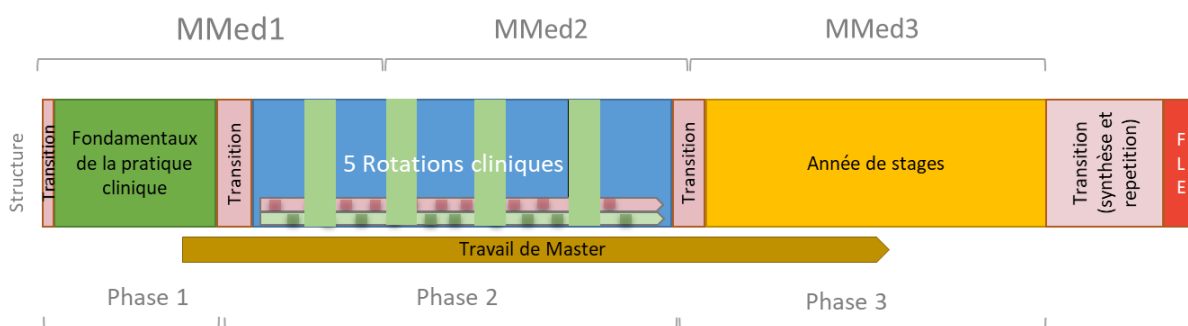 MMed1
MMed2
MMed3
Structure
Transition
Fondamentaux
de la pratique
clinique
Transition
5 Rotations cliniques
Transition
Année de stages
Transition
(synthèse et
repetition)
F
L
E
Travail de Master
Phase 1
Phase 2
Phase 3